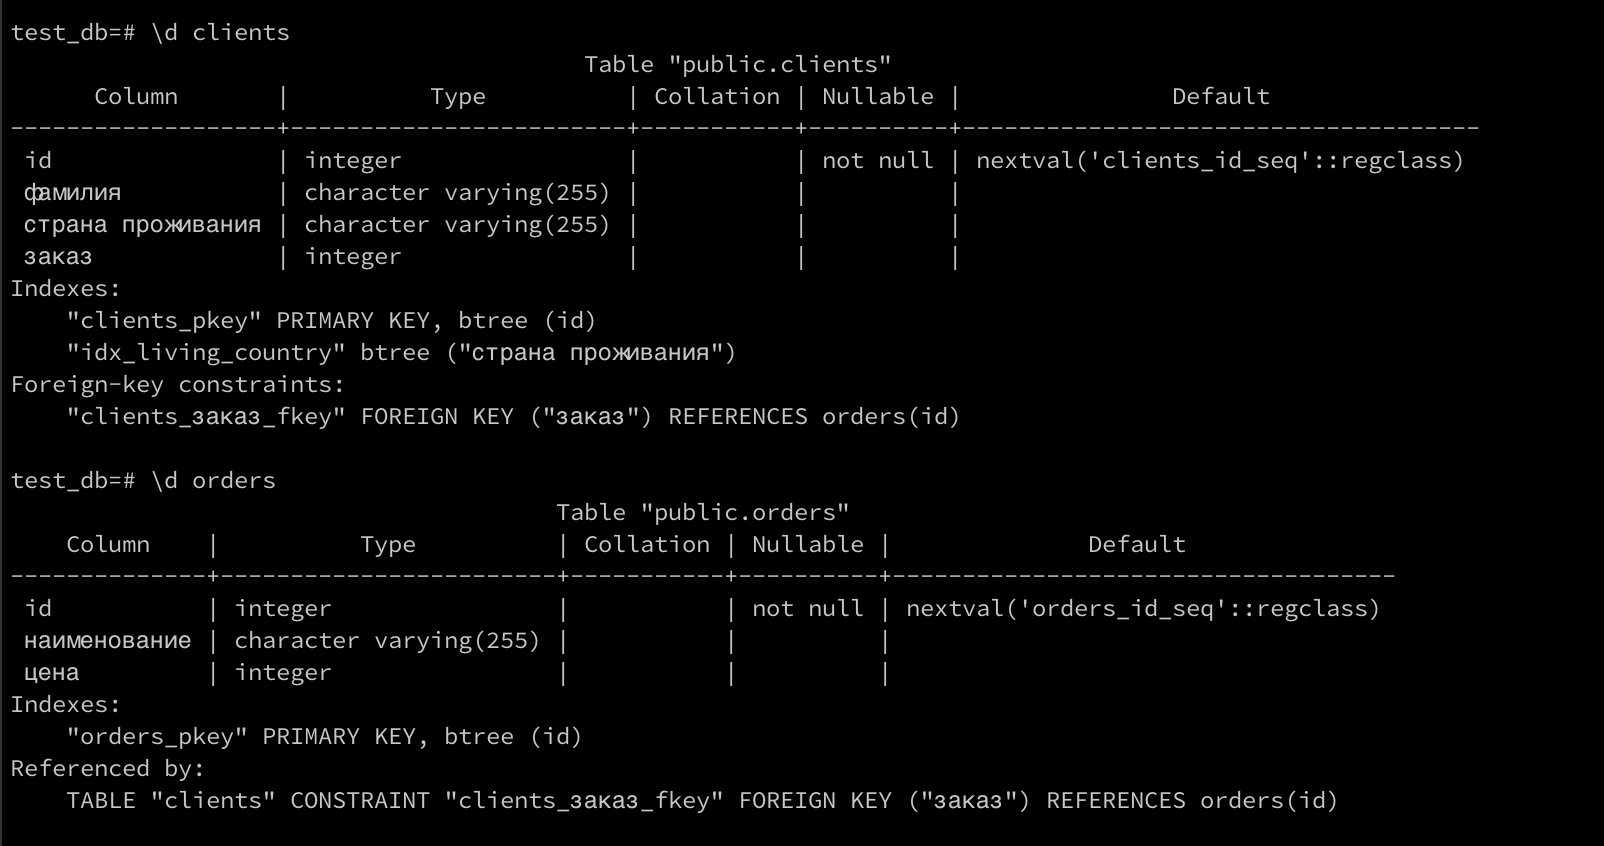 test_db=# \d clients
                                         Table "public.clients"
      Column       |          Type          | Collation | Nullable |               Default
-------------------+------------------------+-----------+----------+-------------------------------------
 id                | integer                |           | not null | nextval('clients_id_seq'::regclass)
 фамилия           | character varying(255) |           |          |
 страна проживания | character varying(255) |           |          |
 заказ             | integer                |           |          |
Indexes:
    "clients_pkey" PRIMARY KEY, btree (id)
    "idx_living_country" btree ("страна проживания")
Foreign-key constraints:
    "clients_заказ_fkey" FOREIGN KEY ("заказ") REFERENCES orders(id)

test_db=# \d orders
                                       Table "public.orders"
    Column    |          Type          | Collation | Nullable |              Default
--------------+------------------------+-----------+----------+------------------------------------
 id           | integer                |           | not null | nextval('orders_id_seq'::regclass)
 наименование | character varying(255) |           |          |
 цена         | integer                |           |          |
Indexes:
    "orders_pkey" PRIMARY KEY, btree (id)
Referenced by:
    TABLE "clients" CONSTRAINT "clients_заказ_fkey" FOREIGN KEY ("заказ") REFERENCES orders(id)